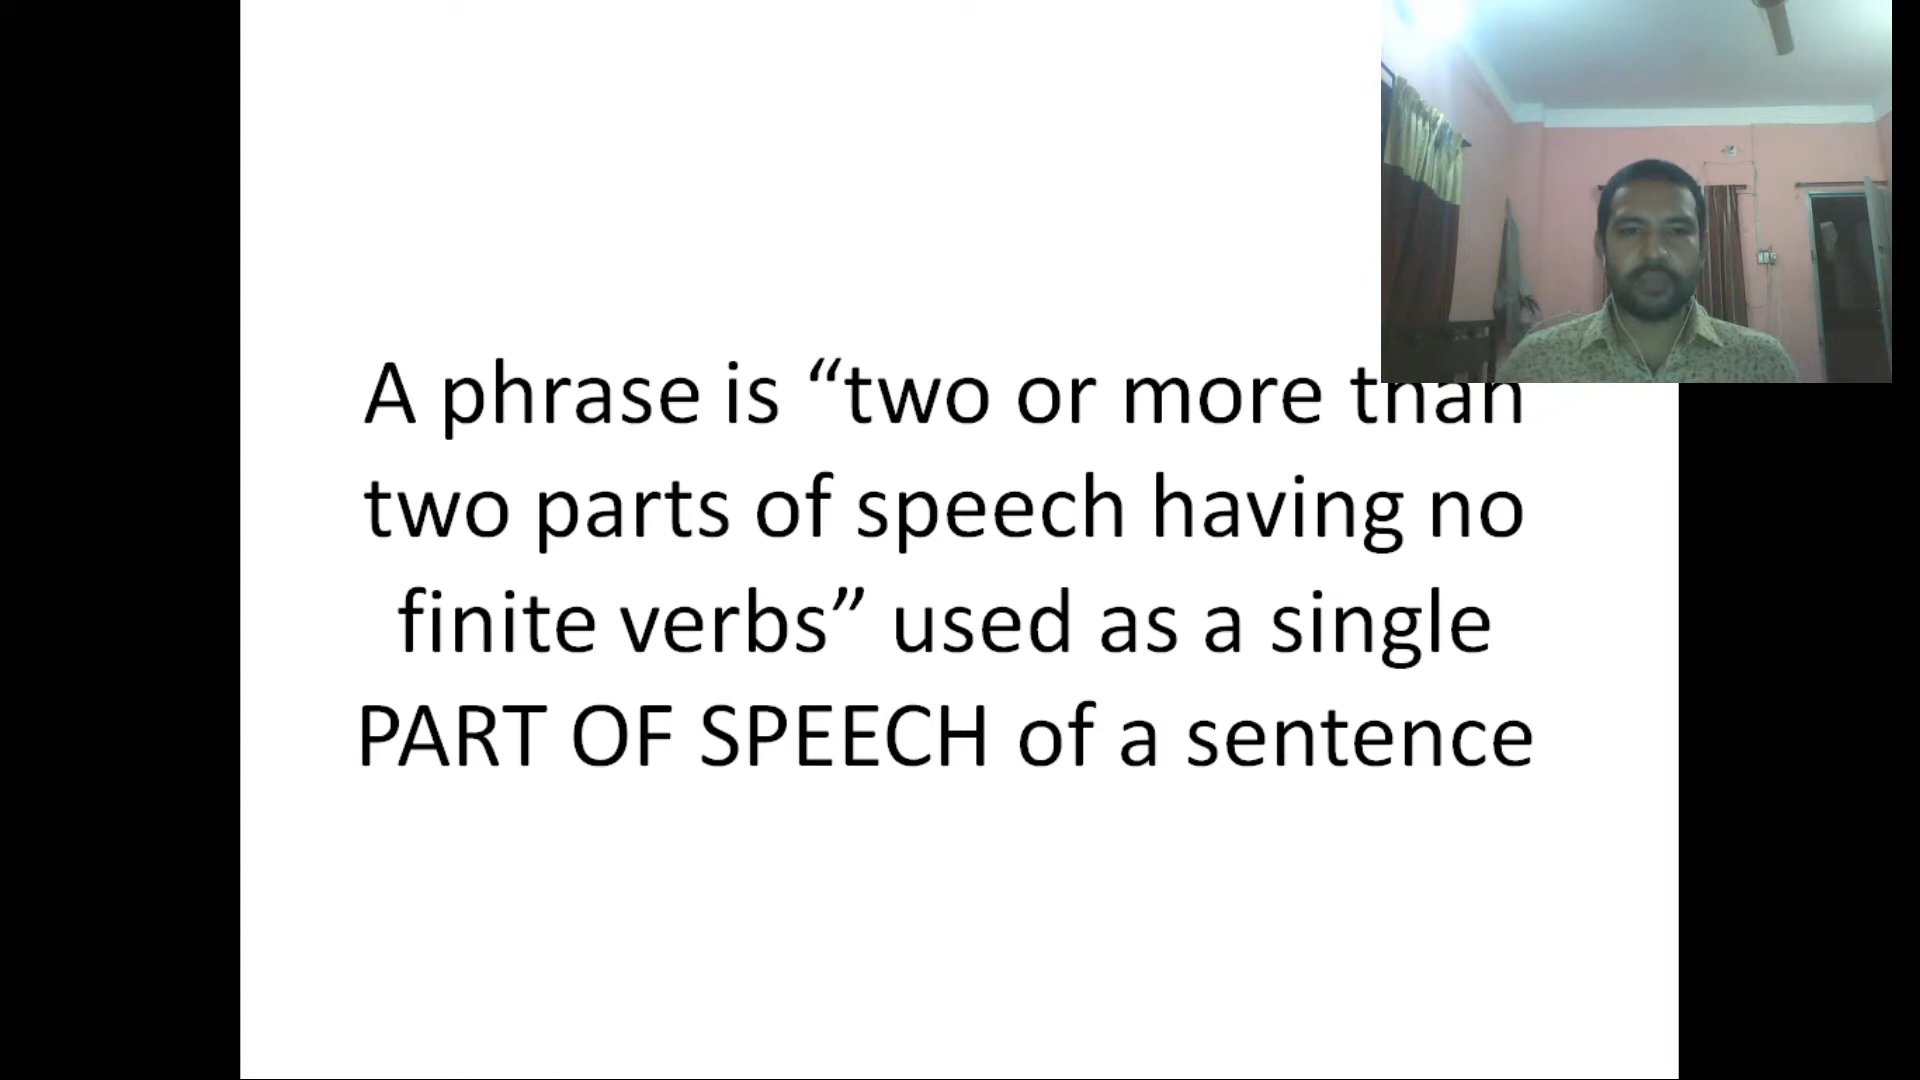 A phrase is “two or more than
two parts of speech having no
finite verbs” used as a single
PART OF SPEECH of a sentence